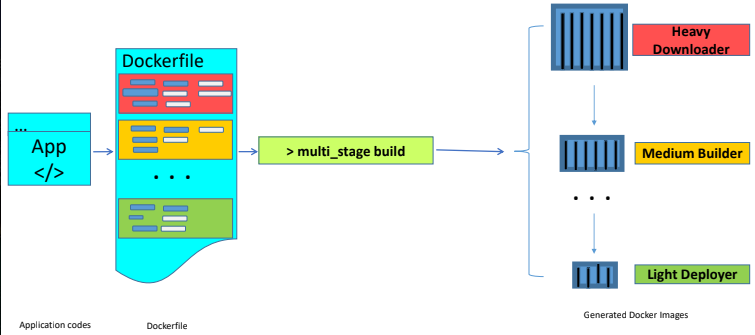 Dockerfile
...
App
</>
. . .
> multi_stage build
Heavy
Downloader
Medium Builder
. . .
Light Deployer
Application codes
Dockerfile
Generated Docker Images